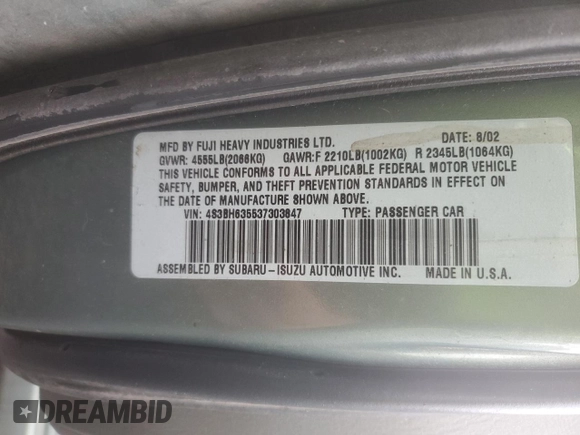 MFD BY FUJI HEAVY INDUSTRIES LTD. DATE: 8/02
GVWR: 4555LB(2066KG) GAWR:F 2210LB(1002KG) R 2345LB(1064KG)
THIS VEHICLE CONFORMS TO ALL APPLICABLE FEDERAL MOTOR VEHICLE
SAFETY, BUMPER, AND THEFT PREVENTION STANDARDS IN EFFECT ON
THE DATE OF MANUFACTURE SHOWN ABOVE.
VIN: 4S3BH635537303847 TYPE: PASSENGER CAR
ASSEMBLED BY SUBARU-ISUZU AUTOMOTIVE INC. MADE IN U.S.A.
DREAMBID